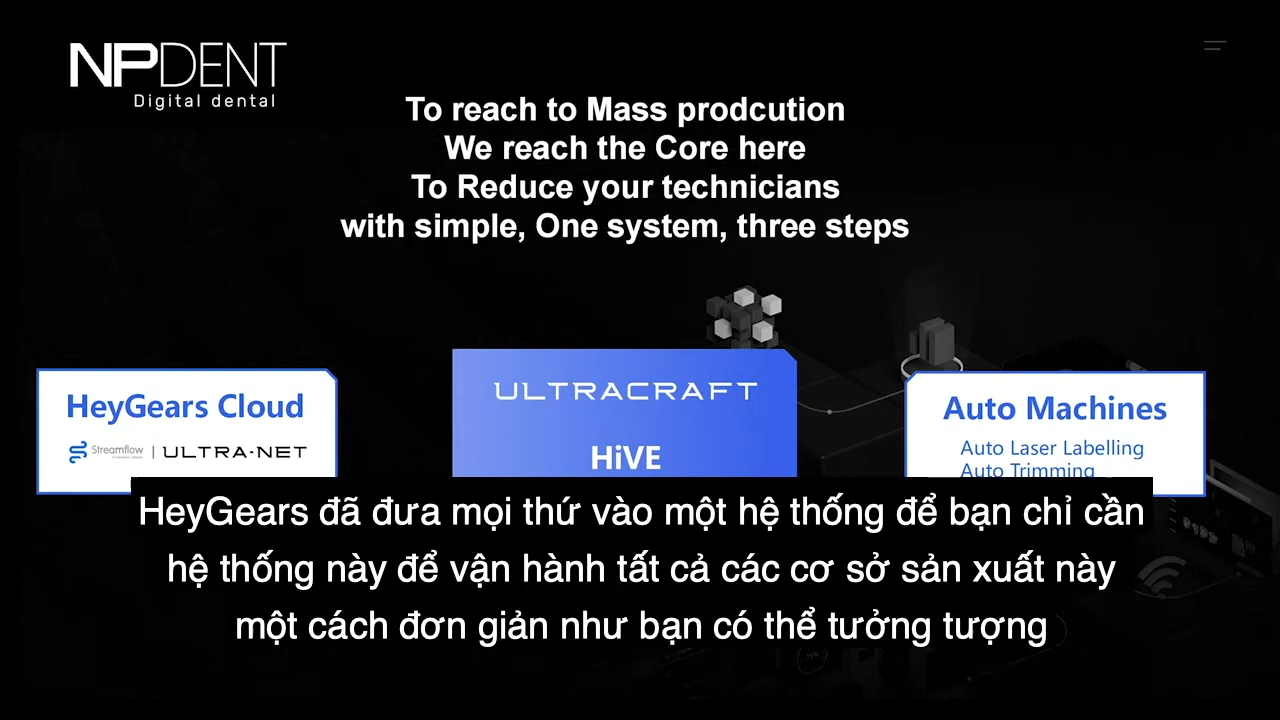 NPDENT
Digital dental
To reach to Mass prodcution
We reach the Core here
To Reduce your technicians
with simple, One system, three steps
HeyGears Cloud
Streamflow | ULTRA-NET
ULTRACRAFT
HiVE
Auto Machines
Auto Laser Labelling
Auto Trimming
HeyGears đã đưa mọi thứ vào một hệ thống để bạn chỉ cần
hệ thống này để vận hành tất cả các cơ sở sản xuất này
một cách đơn giản như bạn có thể tưởng tượng